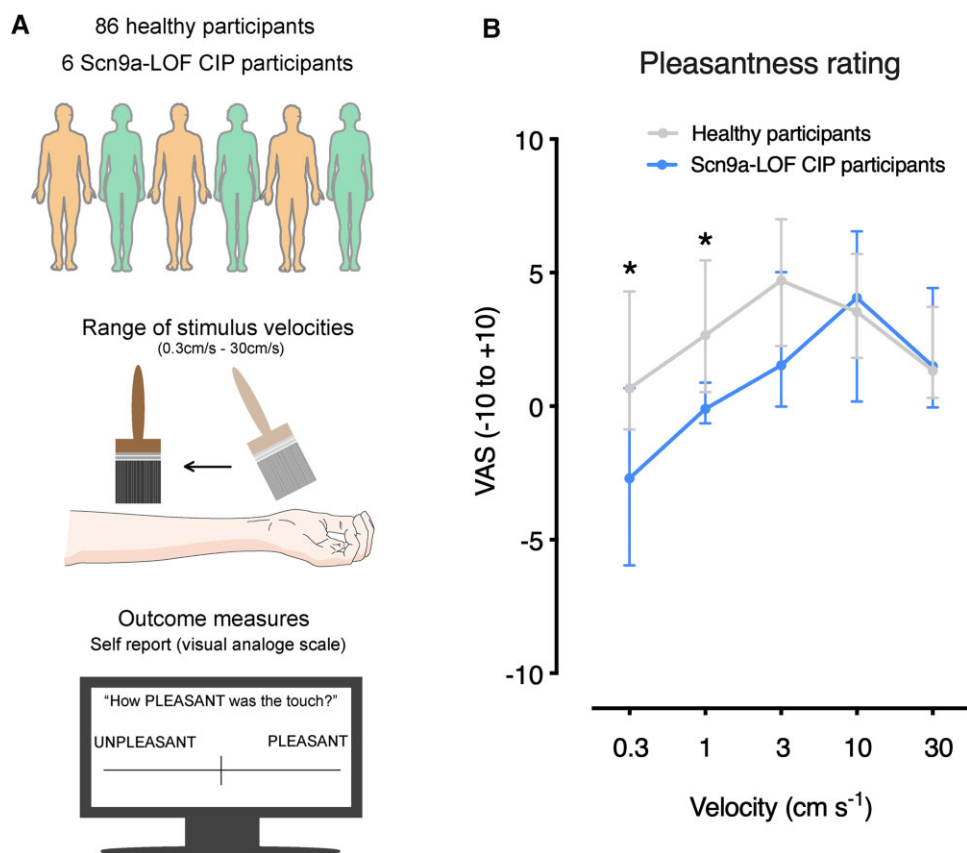 A
86 healthy participants
6 Scn9a-LOF CIP participants
Range of stimulus velocities
(0.3cm/s - 30cm/s)
Outcome measures
Self report (visual analoge scale)
“How PLEASANT was the touch?”
UNPLEASANT PLEASANT
B
Pleasantness rating
Healthy participants
Scn9a-LOF CIP participants
10
5
0
-5
-10
VAS (-10 to +10)
* *
0.3 1 3 10 30
Velocity (cm s⁻¹)